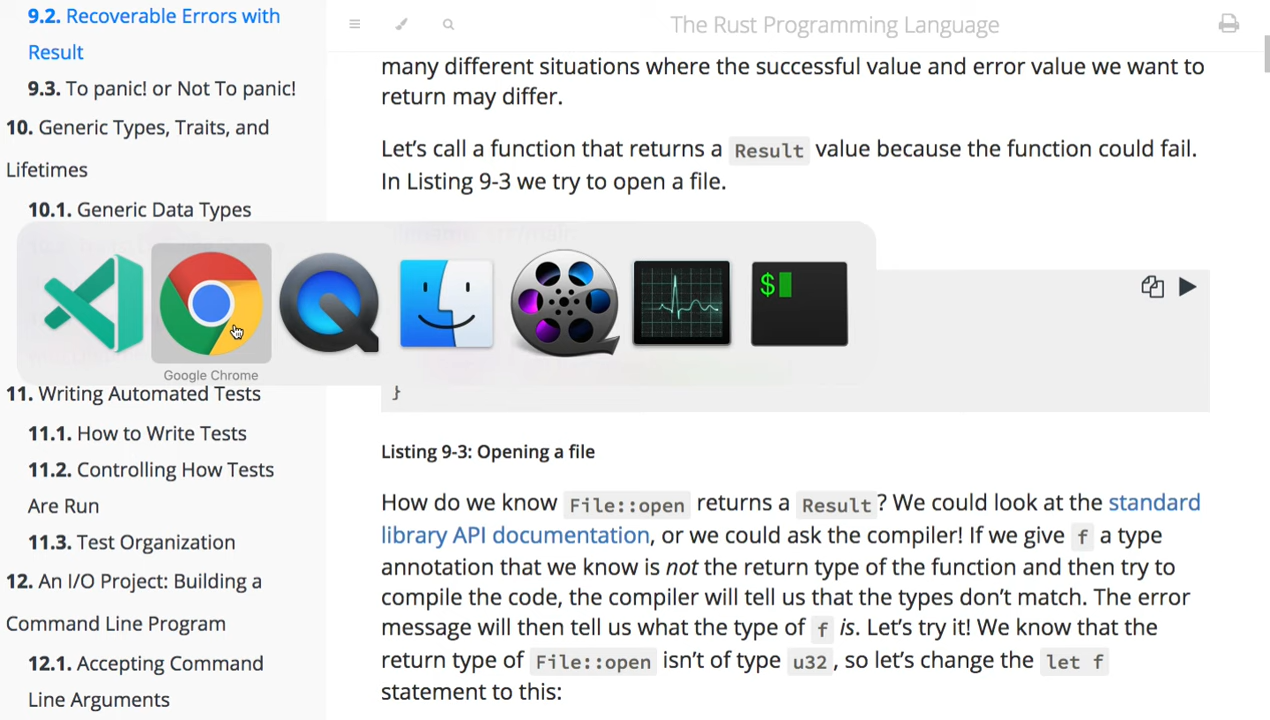 9.2. Recoverable Errors with
Result
9.3. To panic! or Not To panic!
10. Generic Types, Traits, and
Lifetimes
10.1. Generic Data Types
11. Writing Automated Tests
11.1. How to Write Tests
11.2. Controlling How Tests
Are Run
11.3. Test Organization
12. An I/O Project: Building a
Command Line Program
12.1. Accepting Command
Line Arguments
The Rust Programming Language
many different situations where the successful value and error value we want to
return may differ.
Let’s call a function that returns a Result value because the function could fail.
In Listing 9-3 we try to open a file.
$
Google Chrome
}
Listing 9-3: Opening a file
How do we know File::open returns a Result? We could look at the standard
library API documentation, or we could ask the compiler! If we give f a type
annotation that we know is not the return type of the function and then try to
compile the code, the compiler will tell us that the types don’t match. The error
message will then tell us what the type of f is. Let’s try it! We know that the
return type of File::open isn’t of type u32, so let’s change the let f
statement to this: